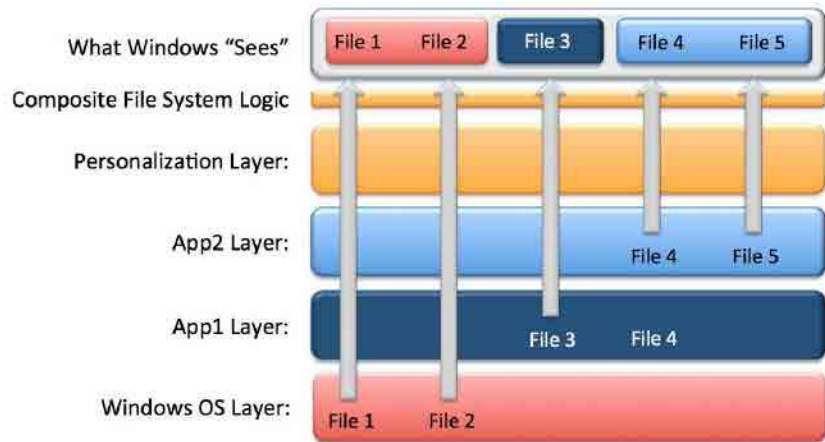 What Windows “Sees” File 1 File 2 File 3 File 4 File 5
Composite File System Logic
Personalization Layer:
App2 Layer: File 4 File 5
App1 Layer: File 3 File 4
Windows OS Layer: File 1 File 2